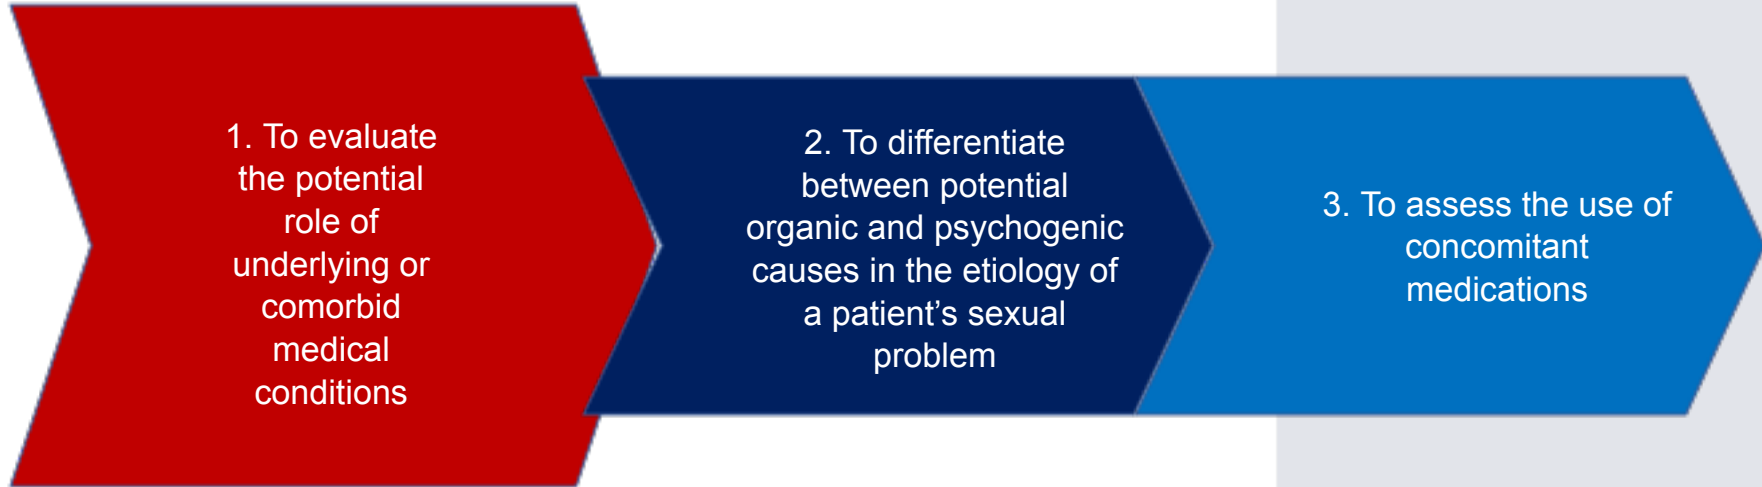 1. To evaluate
the potential
role of
underlying or
comorbid
medical
conditions
2. To differentiate
between potential
organic and psychogenic
causes in the etiology of
a patient’s sexual
problem
3. To assess the use of
concomitant
medications